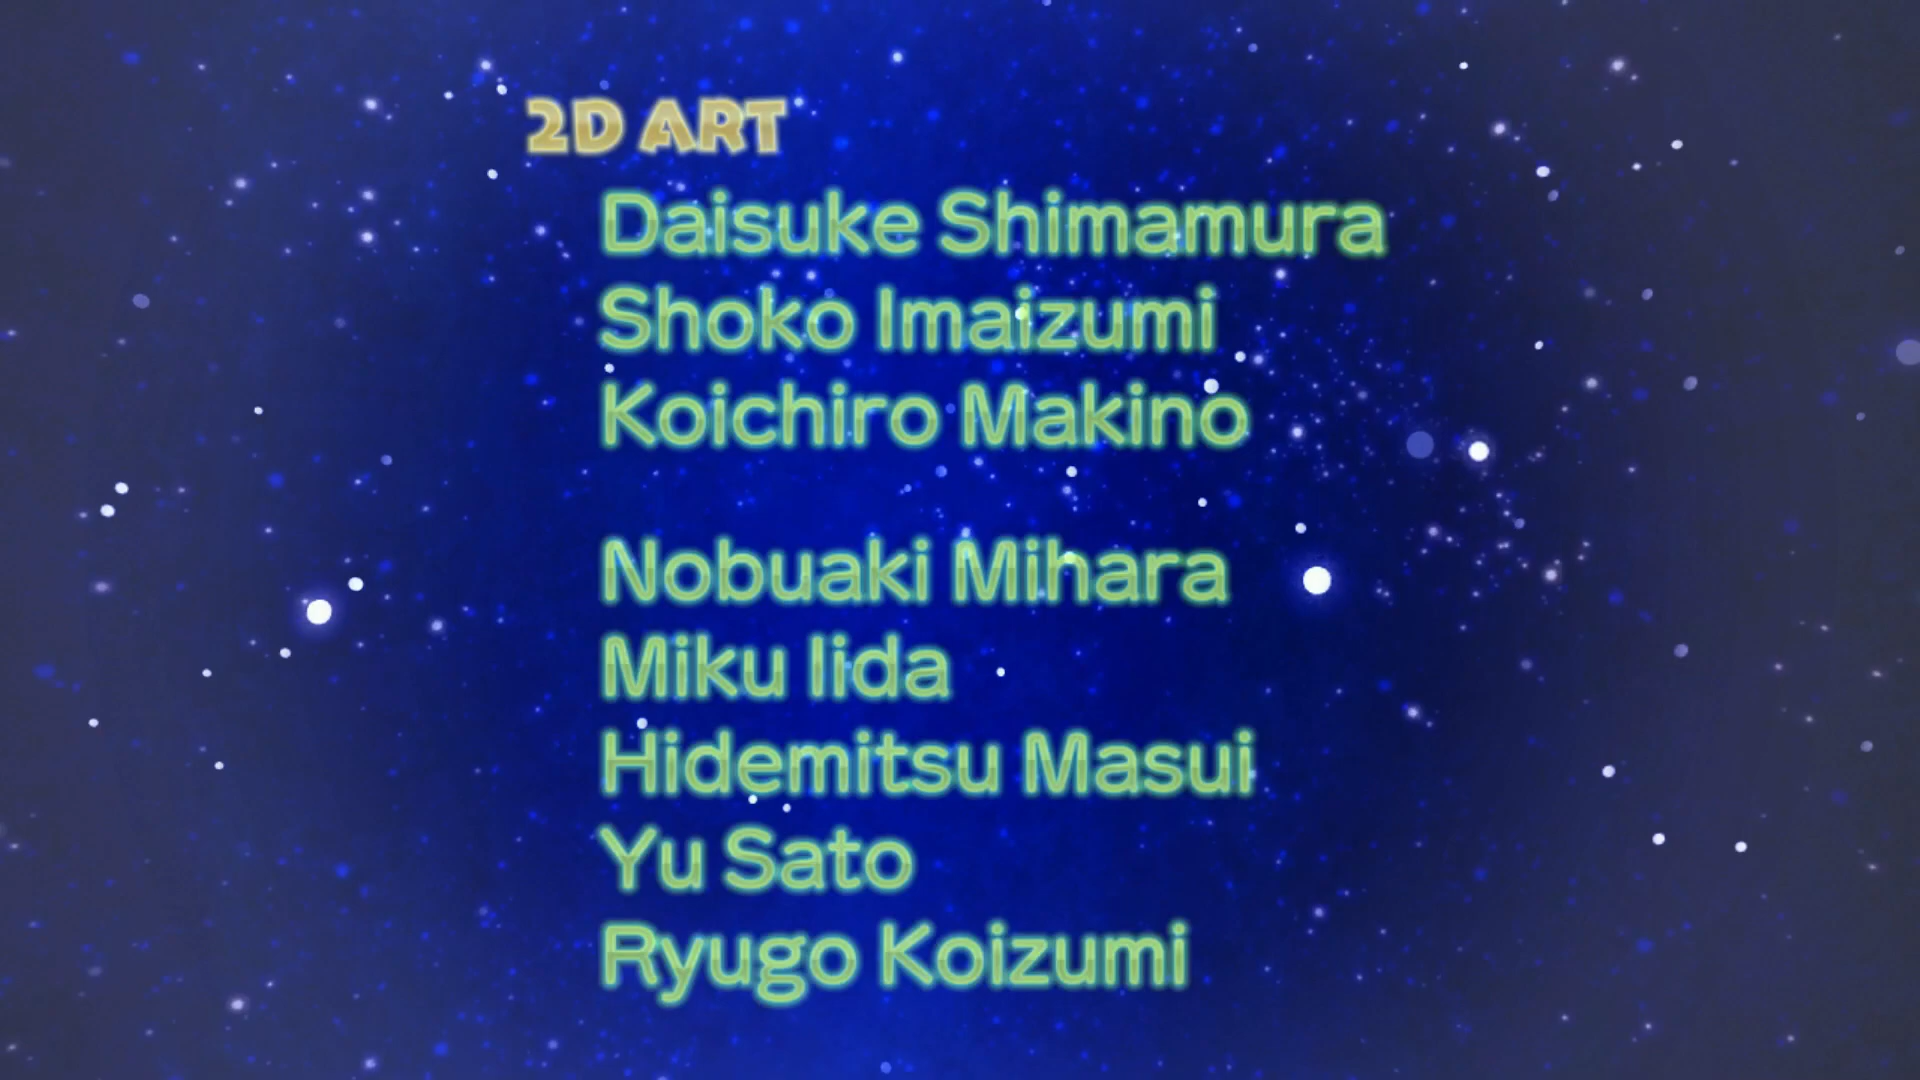 2D ART
Daisuke Shimamura
Shoko Imaizumi
Koichiro Makino
Nobuaki Mihara
Miku Iida
Hidemitsu Masui
Yu Sato
Ryugo Koizumi